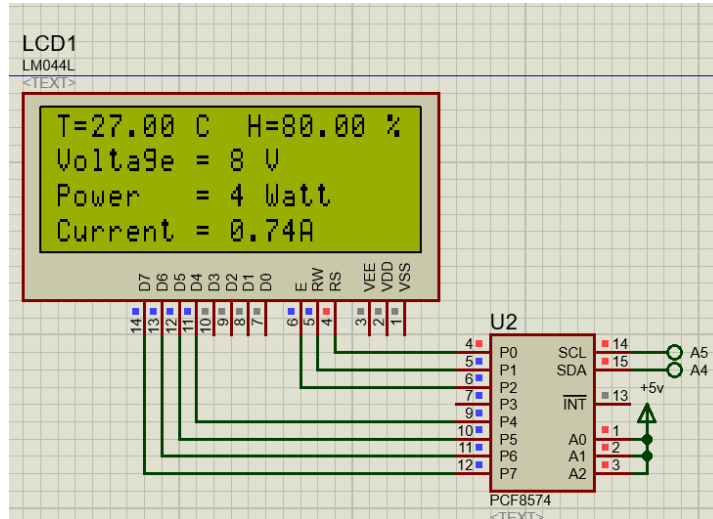 LCD1
LM044L
<TEXT>
T=27.00 C H=80.00 %
Voltage = 8 V
Power = 4 Watt
Current = 0.74A
D7 D6 D5 D4 D3 D2 D1 D0 E RW RS VEE VDD VSS
14 13 12 11 10 9 8 7 6 5 4 3 2 1
U2
4 P0 SCL 14 A5
5 P1 SDA 15 A4
6 P2
+5v
7 P3 INT 13
9 P4
10 P5 A0 1
11 P6 A1 2
12 P7 A2 3
PCF8574
<TEXT>